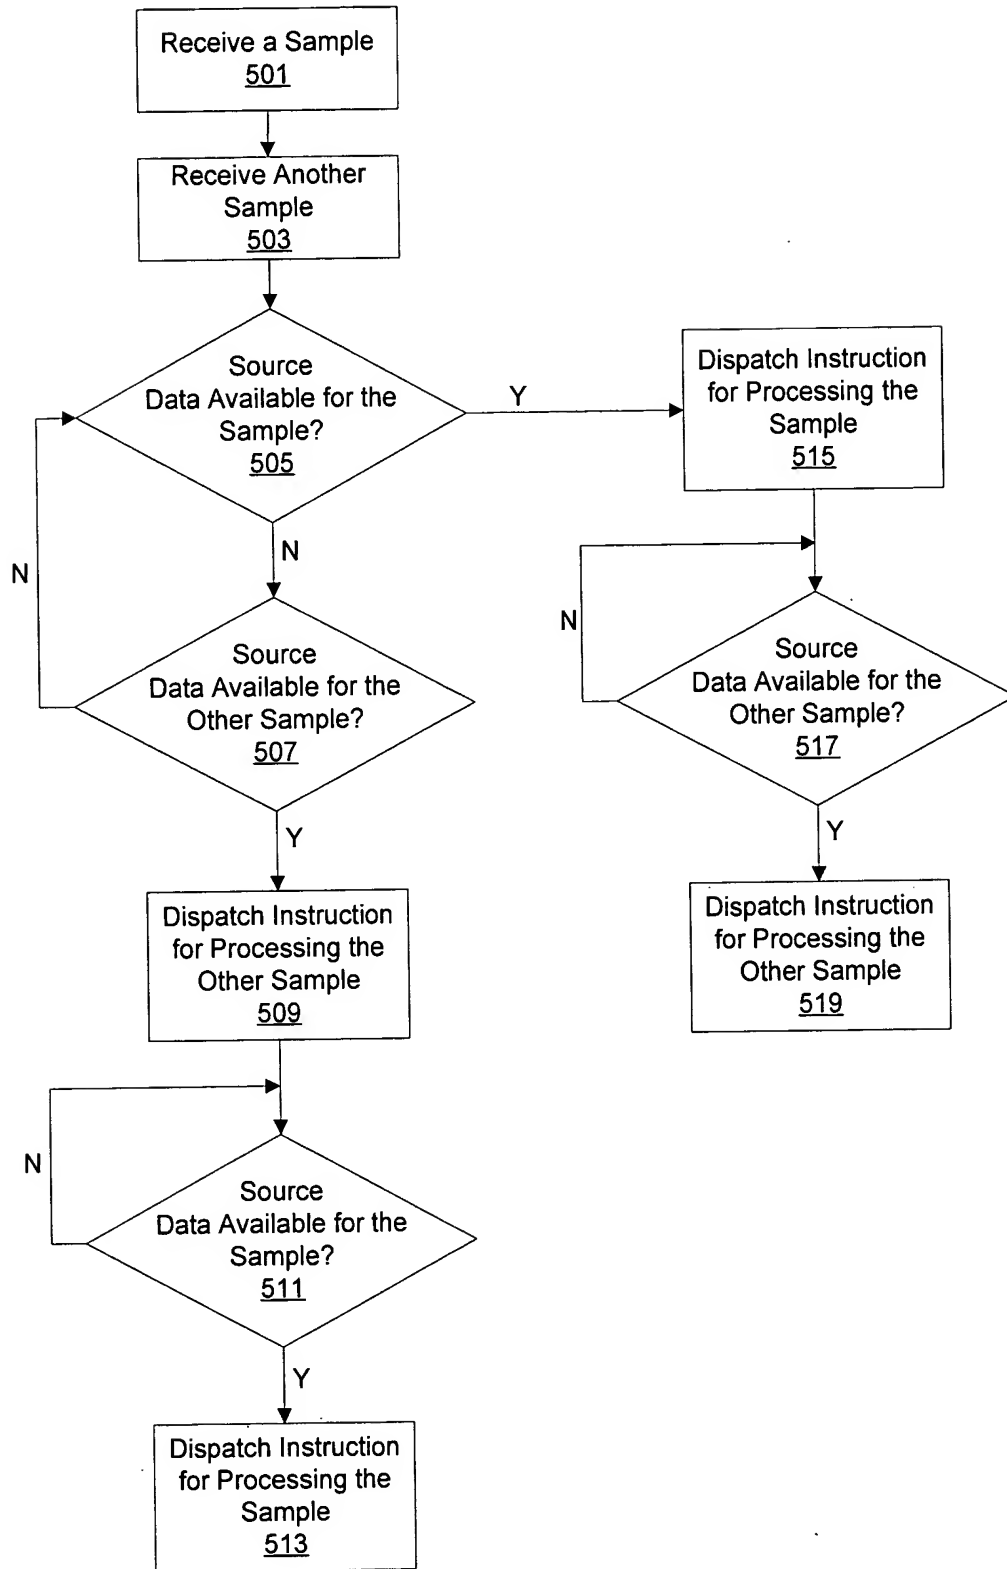 Receive a Sample
501
Receive Another
Sample
503
Source
Data Available for the
Sample?
505
Y
Dispatch Instruction
for Processing the
Sample
515
N
N
Source
Data Available for the
Other Sample?
507
N
Source
Data Available for the
Other Sample?
517
Y
Y
Dispatch Instruction
for Processing the
Other Sample
509
Dispatch Instruction
for Processing the
Other Sample
519
N
Source
Data Available for the
Sample?
511
Y
Dispatch Instruction
for Processing the
Sample
513